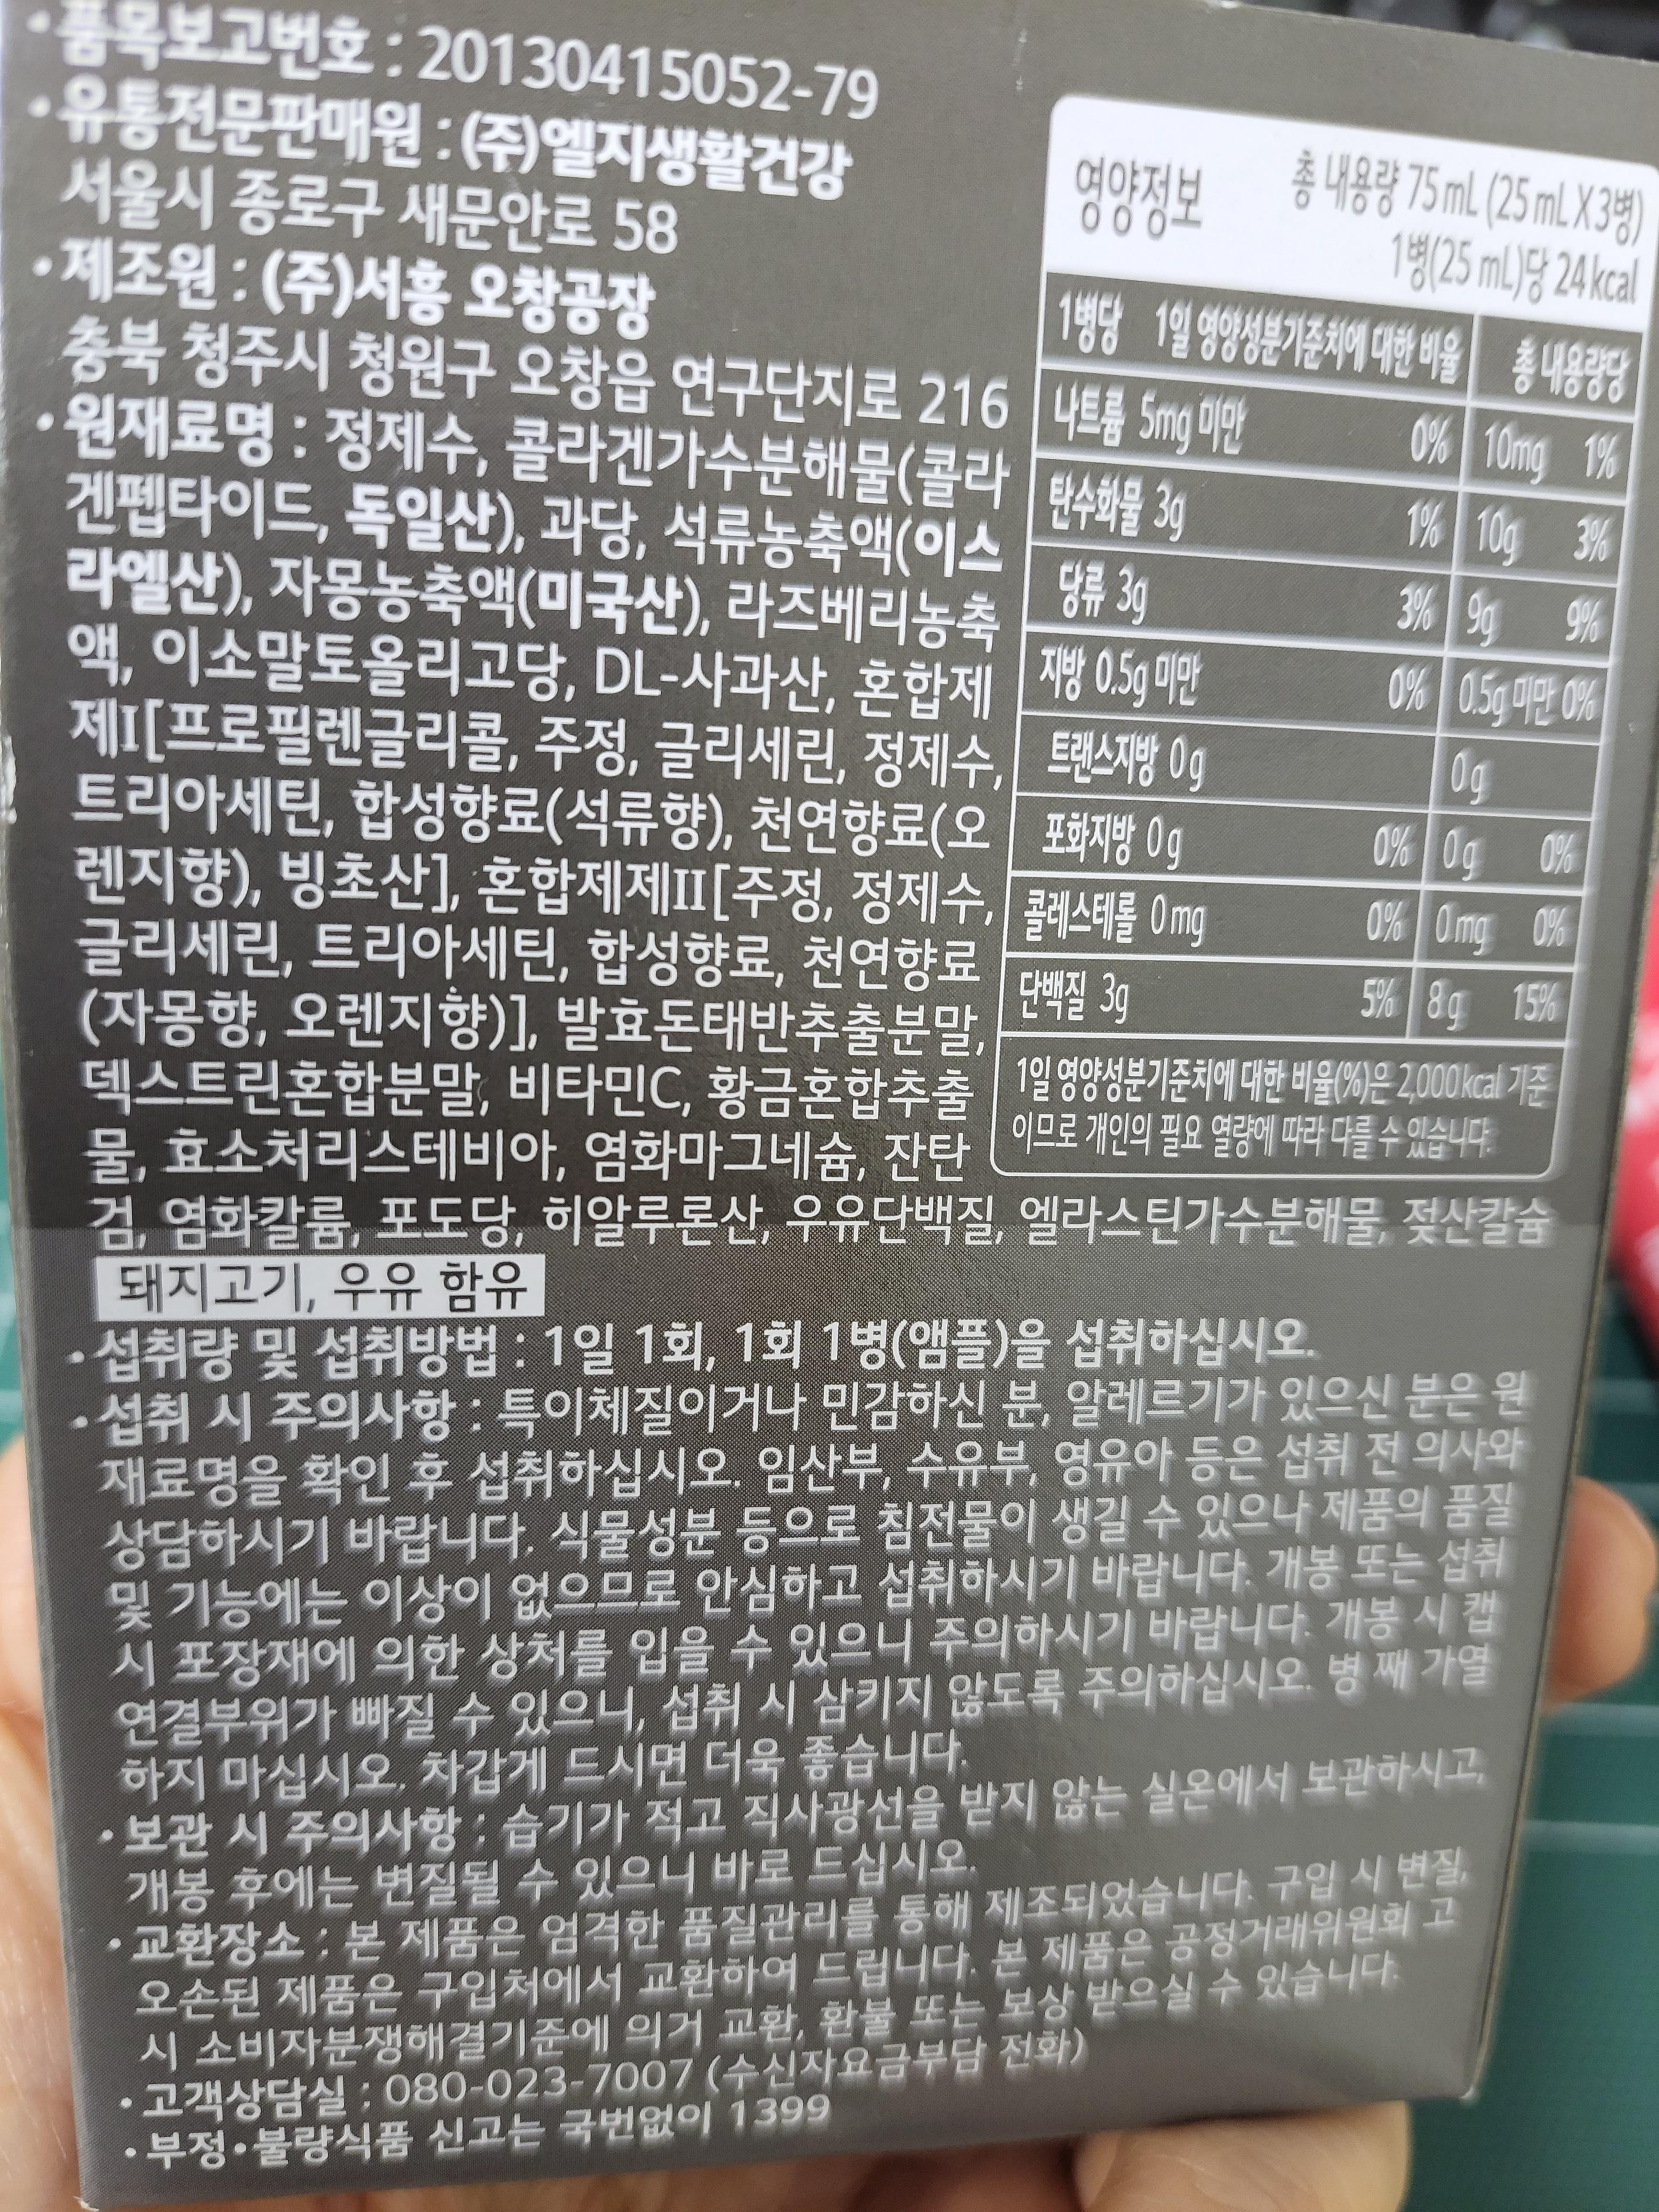 ·품목보고번호 : 20130415052-79
·유통전문판매원 : (주)엘지생활건강
서울시 종로구 새문안로 58
·제조원 : (주)서흥 오창공장
충북 청주시 청원구 오창읍 연구단지로 216
·원재료명 : 정제수, 콜라겐가수분해물(콜라
겐펩타이드, 독일산), 과당, 석류농축액(이스
라엘산), 자몽농축액(미국산), 라즈베리농축
액, 이소말토올리고당, DL-사과산, 혼합제
제I[프로필렌글리콜, 주정, 글리세린, 정제수,
트리아세틴, 합성향료(석류향), 천연향료(오
렌지향), 빙초산], 혼합제제II[주정, 정제수,
글리세린, 트리아세틴, 합성향료, 천연향료
(자몽향, 오렌지향)], 발효돈태반추출분말,
덱스트린혼합분말, 비타민C, 황금혼합추출
물, 효소처리스테비아, 염화마그네슘, 잔탄
검, 염화칼륨, 포도당, 히알루론산, 우유단백질, 엘라스틴가수분해물, 젖산칼슘
돼지고기, 우유 함유
영양정보 총 내용량 75mL (25mL X 3병)
1병(25 mL)당 24kcal
1병당 1일 영양성분기준치에 대한 비율 총 내용량당
나트륨 5mg 미만 0% 10mg 1%
탄수화물 3g 1% 10g 3%
당류 3g 3% 9g 9%
지방 0.5g 미만 0% 0.5g 미만 0%
트랜스지방 0g 0g
포화지방 0g 0% 0g 0%
콜레스테롤 0mg 0% 0mg 0%
단백질 3g 5% 8g 15%
1일 영양성분기준치에 대한 비율(%)은 2,000kcal 기준
이므로 개인의 필요 열량에 따라 다를 수 있습니다.
·섭취량 및 섭취방법 : 1일 1회, 1회 1병(앰플)을 섭취하십시오.
·섭취 시 주의사항 : 특이체질이거나 민감하신 분, 알레르기가 있으신 분은 원
재료명을 확인 후 섭취하십시오. 임산부, 수유부, 영유아 등은 섭취 전 의사와
상담하시기 바랍니다. 식물성분 등으로 침전물이 생길 수 있으나 제품의 품질
및 기능에는 이상이 없으므로 안심하고 섭취하시기 바랍니다. 개봉 또는 섭취
시 포장재에 의한 상처를 입을 수 있으니 주의하시기 바랍니다. 개봉 시 캡
연결부위가 빠질 수 있으니, 섭취 시 삼키지 않도록 주의하십시오. 병 째 가열
하지 마십시오. 차갑게 드시면 더욱 좋습니다.
·보관 시 주의사항 : 습기가 적고 직사광선을 받지 않는 실온에서 보관하시고,
개봉 후에는 변질될 수 있으니 바로 드십시오.
·교환장소 : 본 제품은 엄격한 품질관리를 통해 제조되었습니다. 구입 시 변질,
오손된 제품은 구입처에서 교환하여 드립니다. 본 제품은 공정거래위원회 고
시 소비자분쟁해결기준에 의거 교환, 환불 또는 보상 받으실 수 있습니다.
·고객상담실 : 080-023-7007 (수신자요금부담 전화)
·부정·불량식품 신고는 국번없이 1399